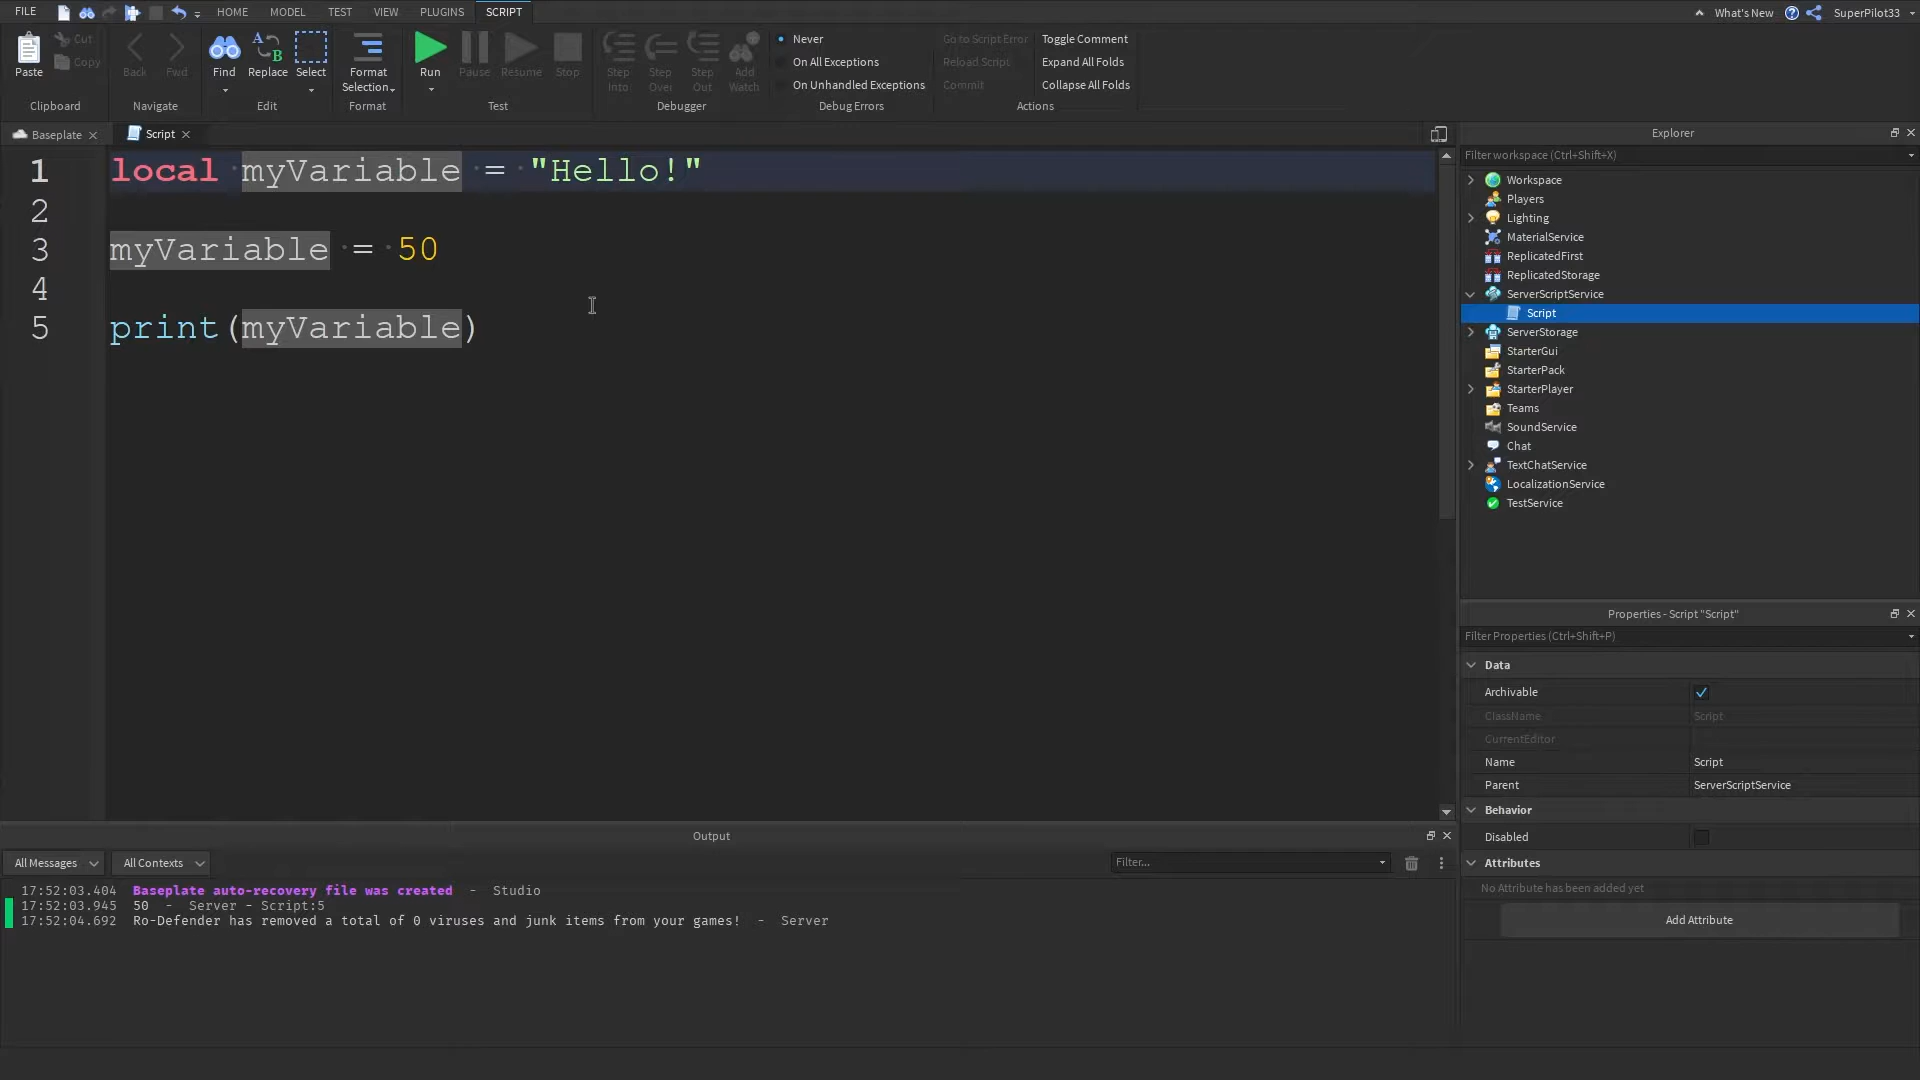 FILE HOME MODEL TEST VIEW PLUGINS SCRIPT What's New SuperPilot33
Paste Cut Copy
Clipboard
Back Fwd
Navigate
Find Replace Select
Edit
Format Selection
Format
Run Pause Resume Stop
Test
Step Into Step Over Step Out Add Watch
Debugger
Never
On All Exceptions
On Unhandled Exceptions
Debug Errors
Go to Script Error Toggle Comment
Reload Script Expand All Folds
Commit Collapse All Folds
Actions
Baseplate Script
1 local myVariable = "Hello!"
2
3 myVariable = 50
4
5 print(myVariable)
Explorer
Filter workspace (Ctrl+Shift+X)
Workspace
Players
Lighting
MaterialService
ReplicatedFirst
ReplicatedStorage
ServerScriptService
Script
ServerStorage
StarterGui
StarterPack
StarterPlayer
Teams
SoundService
Chat
TextChatService
LocalizationService
TestService
Properties - Script "Script"
Filter Properties (Ctrl+Shift+P)
Data
Archivable
ClassName Script
CurrentEditor
Name Script
Parent ServerScriptService
Behavior
Disabled
Attributes
No Attribute has been added yet
Add Attribute
Output
All Messages All Contexts Filter...
17:52:03.404 Baseplate auto-recovery file was created - Studio
17:52:03.945 50 - Server - Script:5
17:52:04.692 Ro-Defender has removed a total of 0 viruses and junk items from your games! - Server